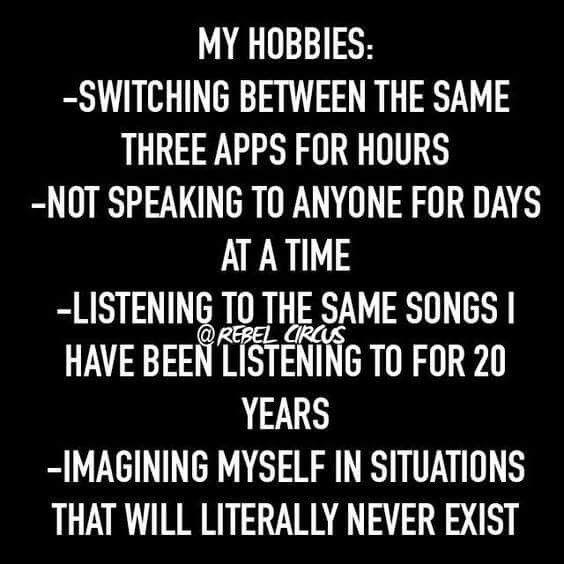 MY HOBBIES:
-SWITCHING BETWEEN THE SAME
THREE APPS FOR HOURS
-NOT SPEAKING TO ANYONE FOR DAYS
AT A TIME
-LISTENING TO THE SAME SONGS I
@REBEL CIRCUS
HAVE BEEN LISTENING TO FOR 20
YEARS
-IMAGINING MYSELF IN SITUATIONS
THAT WILL LITERALLY NEVER EXIST